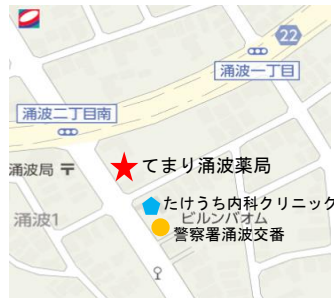 22
涌波一丁目
涌波二丁目南
てまり涌波薬局
涌波局
たけうち内科クリニック
ビルンバオム
涌波1
警察署涌波交番